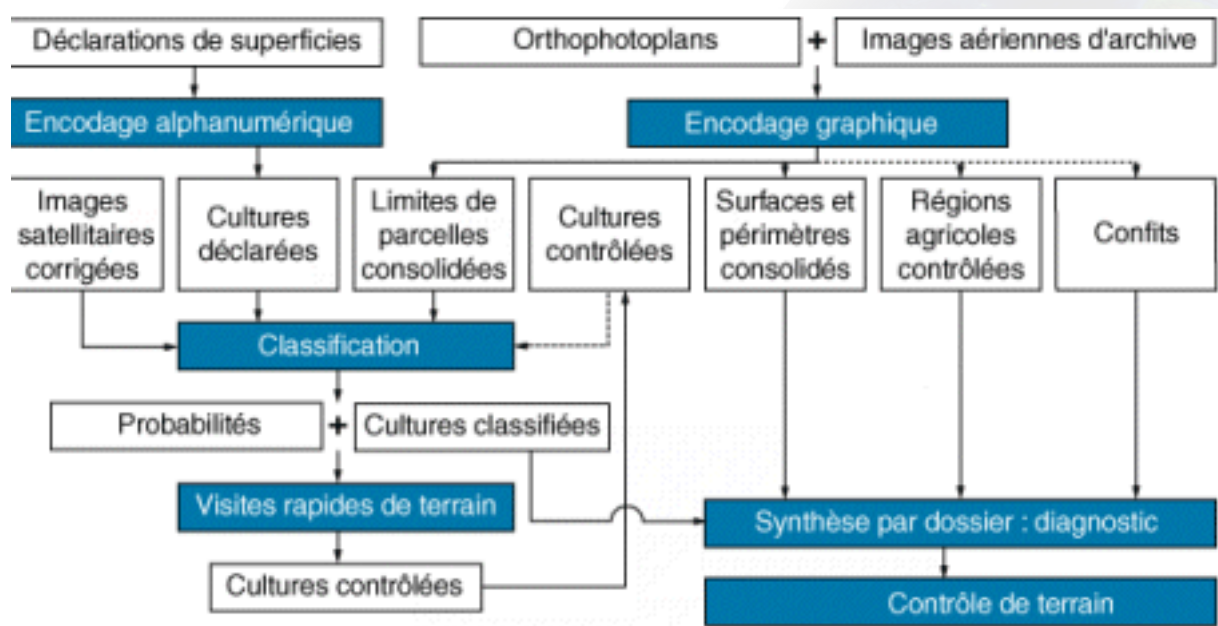 Déclarations de superficies
Orthophotoplans + Images aériennes d'archive
Encodage alphanumérique
Encodage graphique
Images
satellitaires
corrigées
Cultures
déclarées
Limites de
parcelles
consolidées
Cultures
contrôlées
Surfaces et
périmètres
consolidés
Régions
agricoles
contrôlées
Confits
Classification
Probabilités + Cultures classifiées
Visites rapides de terrain
Synthèse par dossier : diagnostic
Cultures contrôlées
Contrôle de terrain